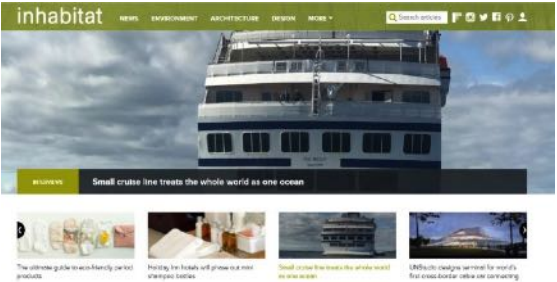 inhabitat
NEWS ENVIRONMENT ARCHITECTURE DESIGN MORE
Search articles
Small cruise line treats the whole world as one ocean
The ultimate guide to eco-friendly period
products
Holiday Inn hotels will phase out mini
shampoo bottles
Small cruise line treats the whole world
as one ocean
UNStudio designs terminal for world's
first cross-border cable car connecting